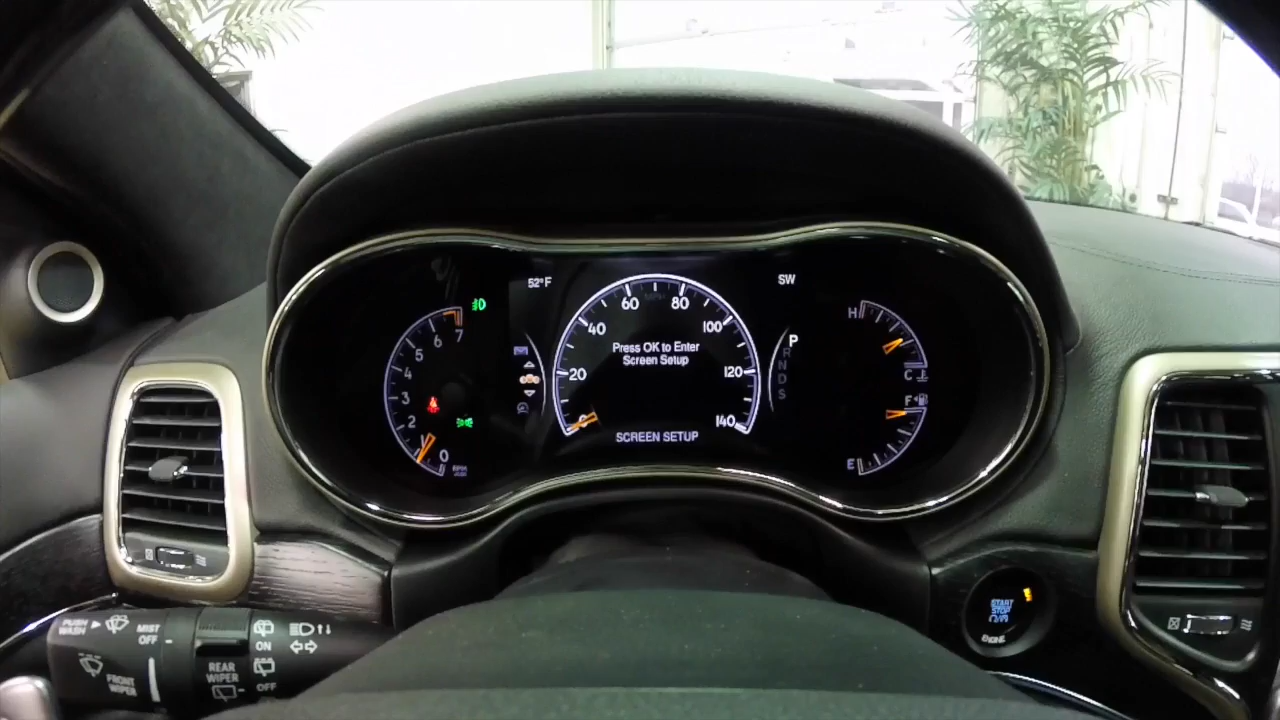 52°F
SW
7
6
5
4
3
2
0
RPM
MPH
0
20
40
60
80
100
120
140
Press OK to Enter
Screen Setup
SCREEN SETUP
P
R
N
D
S
H
C
F
E
PUSH
WASH
MIST
OFF
FRONT
WIPER
REAR
WIPER
ON
OFF
START
STOP
ENGINE